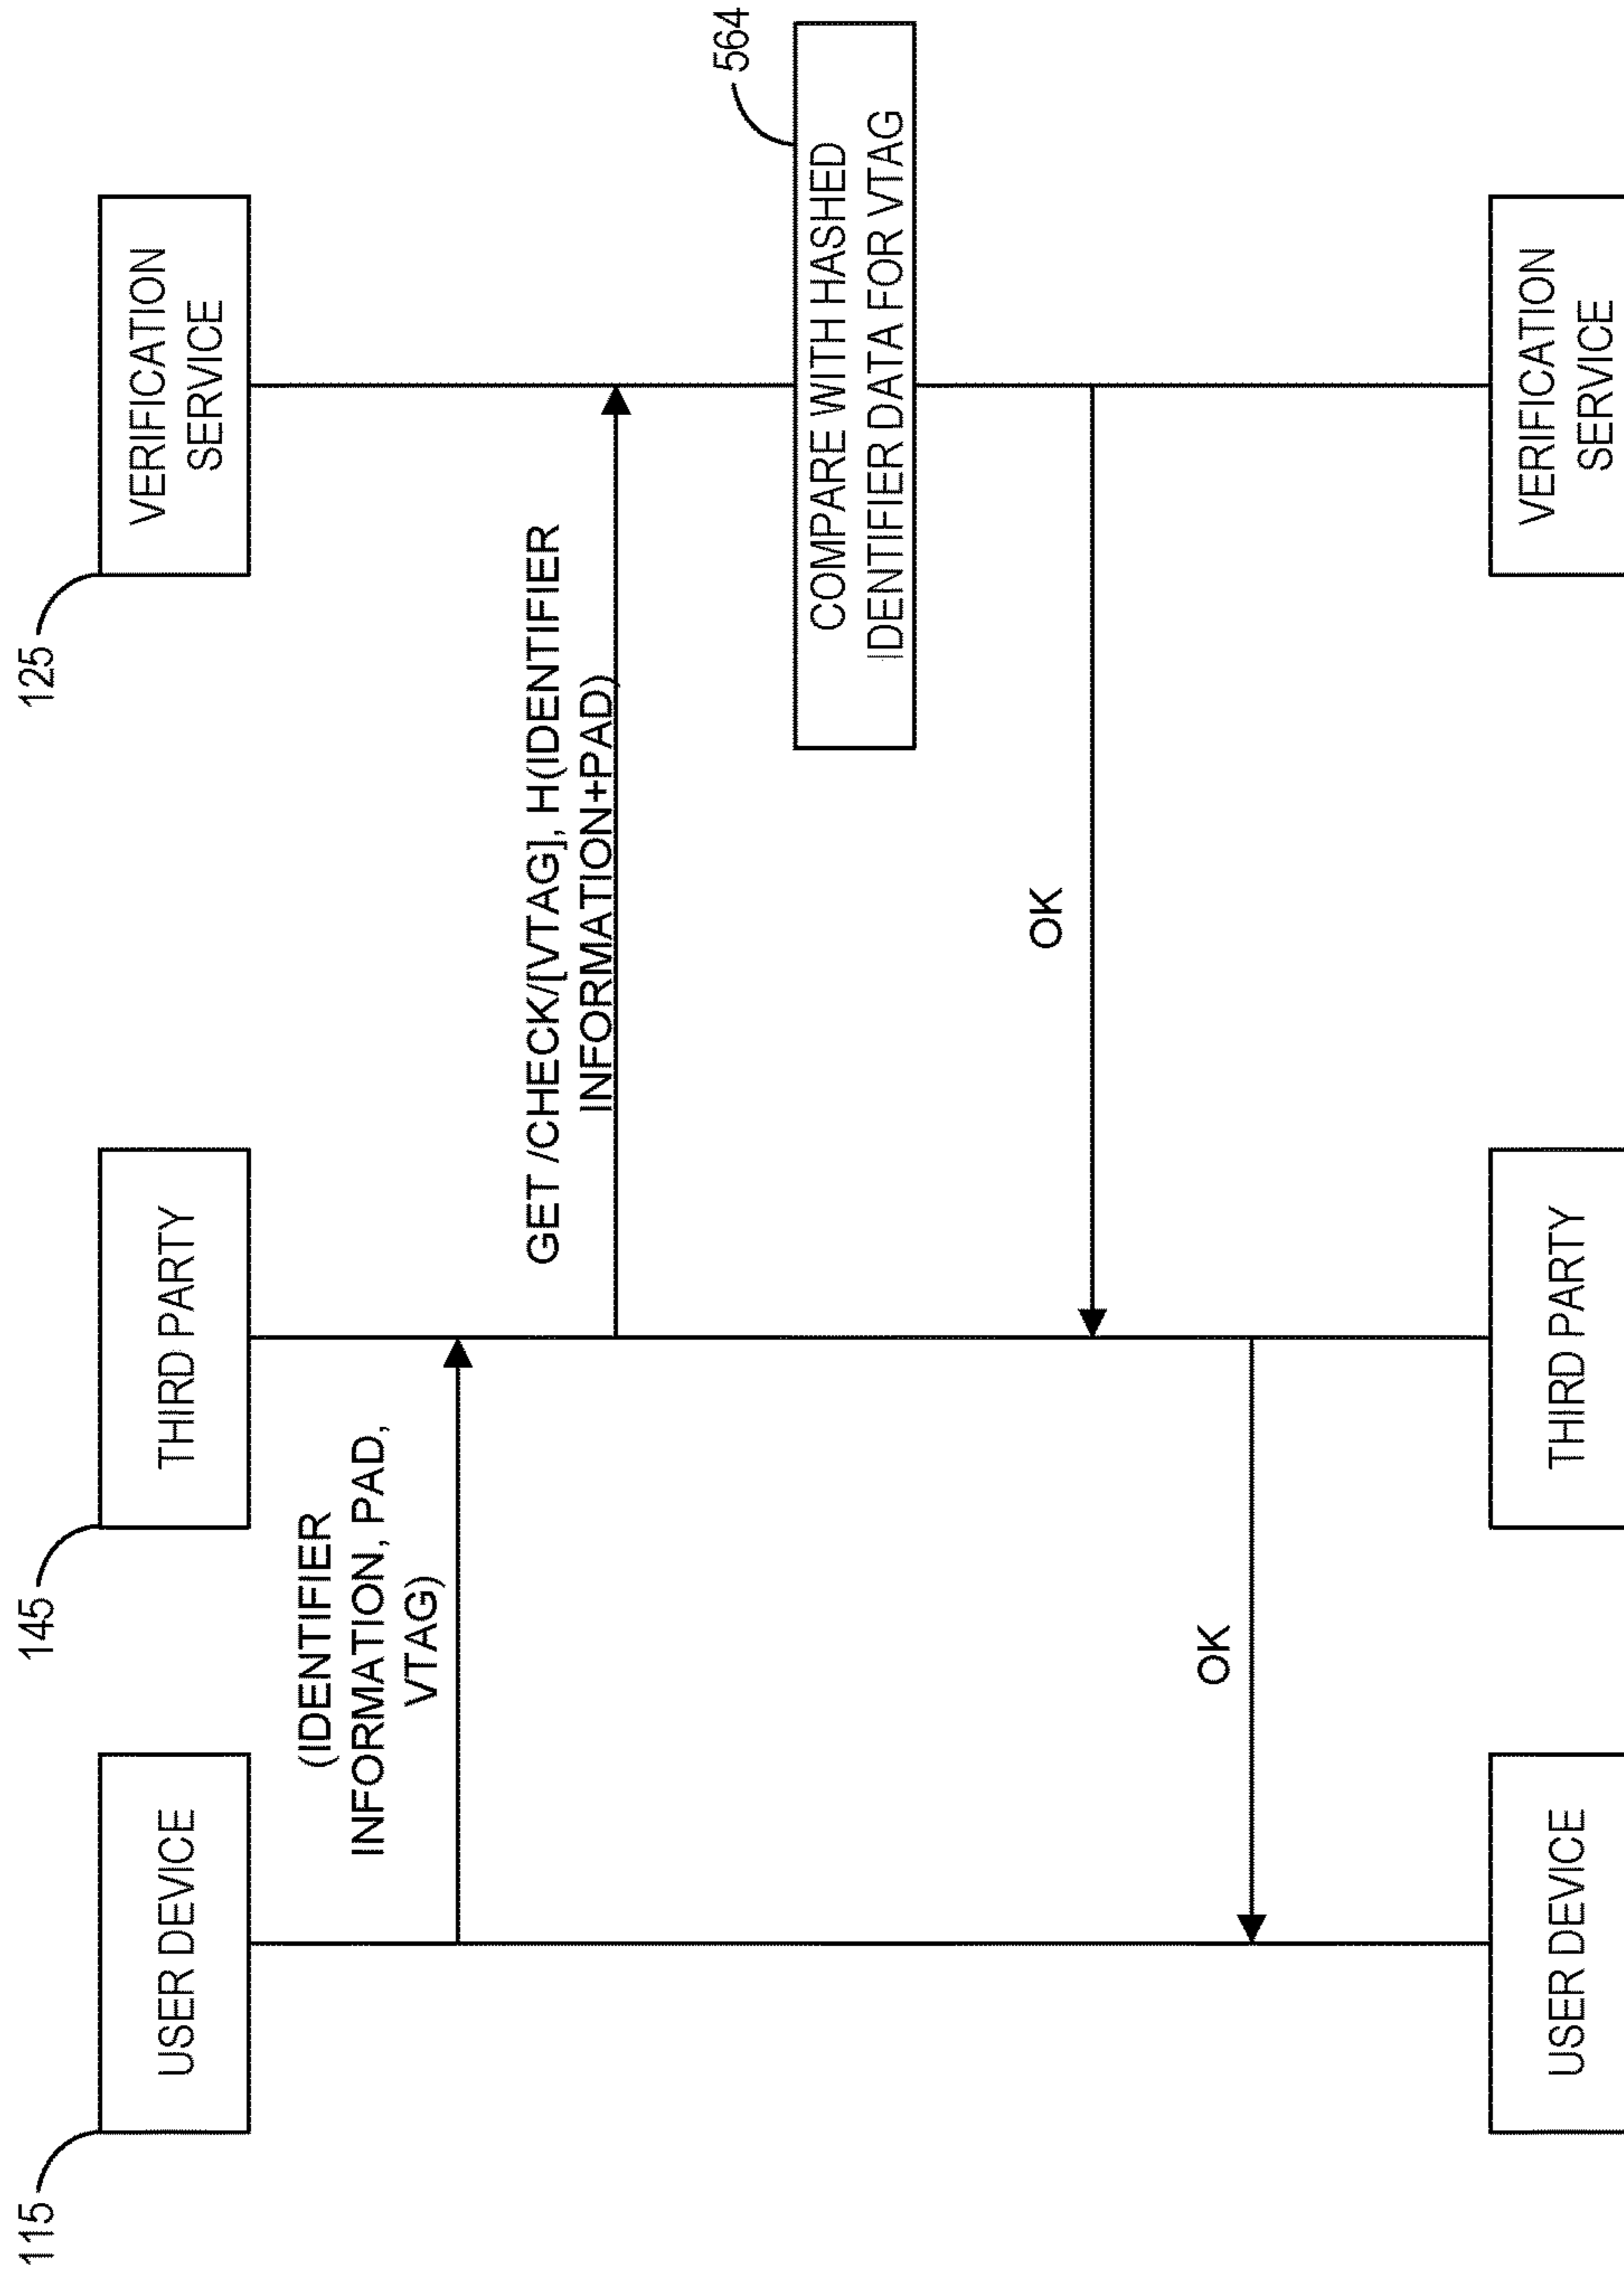 115
USER DEVICE
145
THIRD PARTY
125
VERIFICATION
SERVICE
(IDENTIFIER
INFORMATION, PAD,
VTAG)
GET /CHECK/[VTAG], H(IDENTIFIER
INFORMATION+PAD)
564
COMPARE WITH HASHED
IDENTIFIER DATA FOR VTAG
OK
OK
USER DEVICE
THIRD PARTY
VERIFICATION
SERVICE